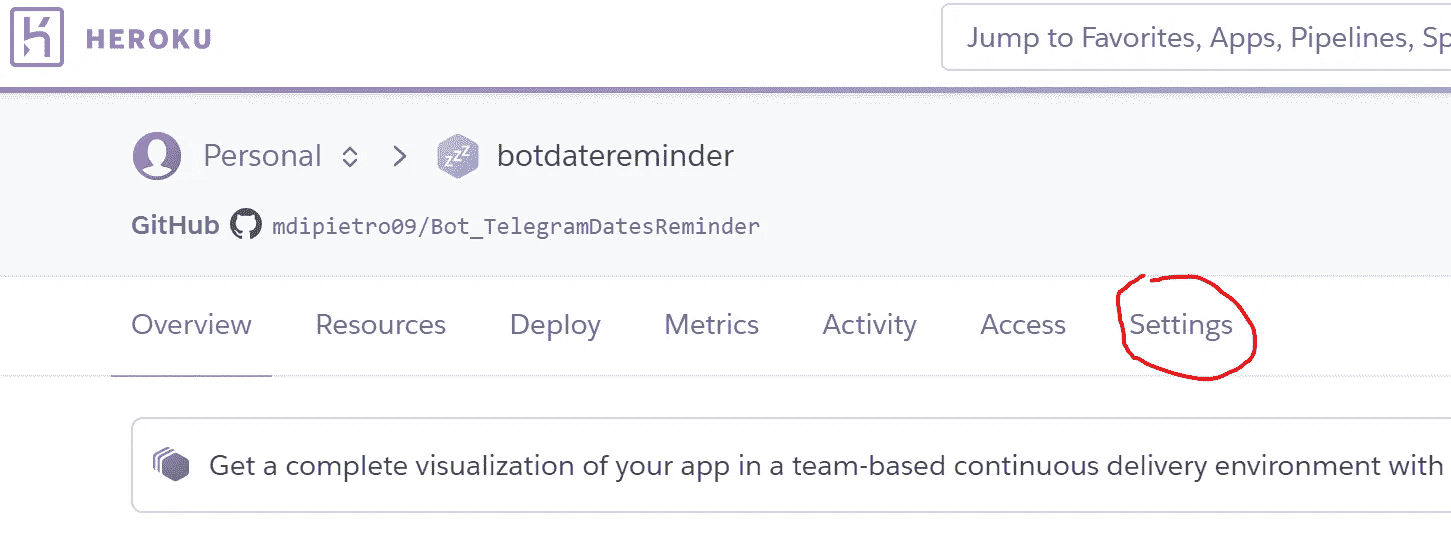 HEROKU
Jump to Favorites, Apps, Pipelines, Sp
Personal > botdatereminder
GitHub mdipietro09/Bot_TelegramDatesReminder
Overview Resources Deploy Metrics Activity Access Settings
Get a complete visualization of your app in a team-based continuous delivery environment with